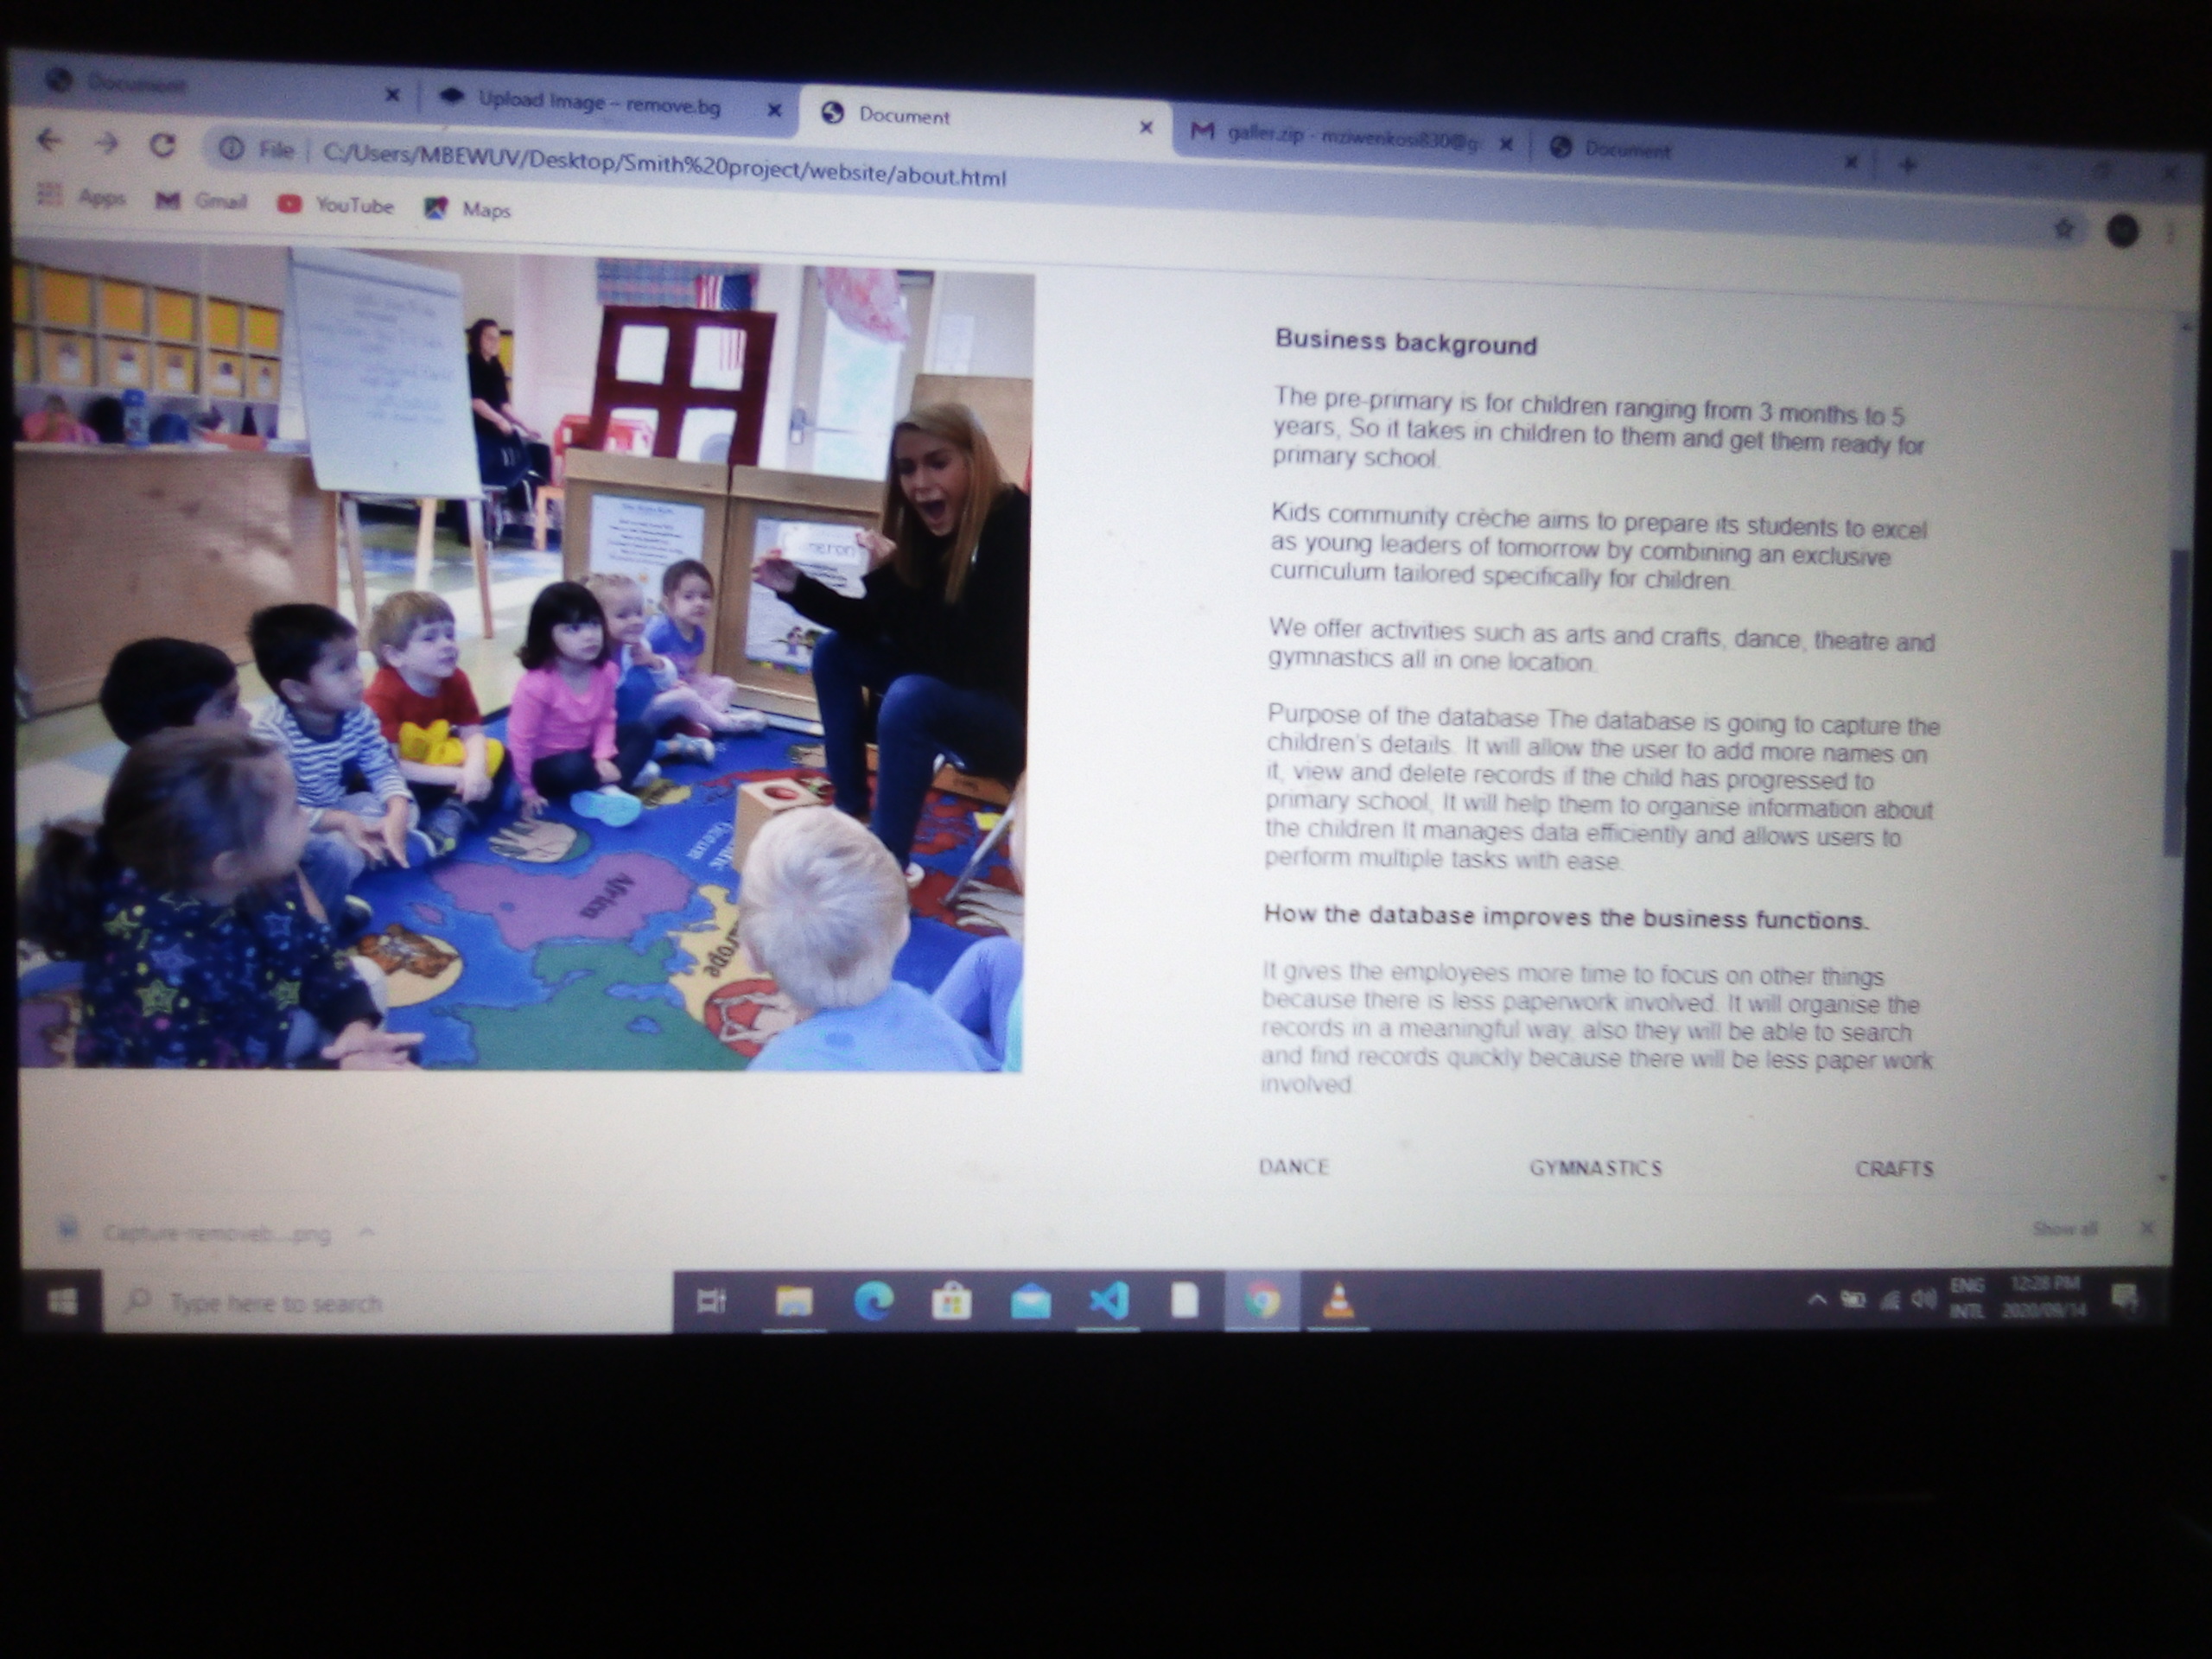 Document
Upload Image – remove.bg
Document
galler.zip - mziwenkosi830@g
Document
File
C:/Users/MBEWUV/Desktop/Smith%20project/website/about.html
Apps
Gmail
YouTube
Maps
Africa
Business background
The pre-primary is for children ranging from 3 months to 5
years, So it takes in children to them and get them ready for
primary school.
Kids community crèche aims to prepare its students to excel
as young leaders of tomorrow by combining an exclusive
curriculum tailored specifically for children.
We offer activities such as arts and crafts, dance, theatre and
gymnastics all in one location.
Purpose of the database The database is going to capture the
children's details. It will allow the user to add more names on
it, view and delete records if the child has progressed to
primary school, It will help them to organise information about
the children It manages data efficiently and allows users to
perform multiple tasks with ease.
How the database improves the business functions.
It gives the employees more time to focus on other things
because there is less paperwork involved. It will organise the
records in a meaningful way, also they will be able to search
and find records quickly because there will be less paper work
involved.
DANCE
GYMNASTICS
CRAFTS
Capture-removeb....png
Show all
Type here to search
ENG
INTL
12:28 PM
2020/09/14